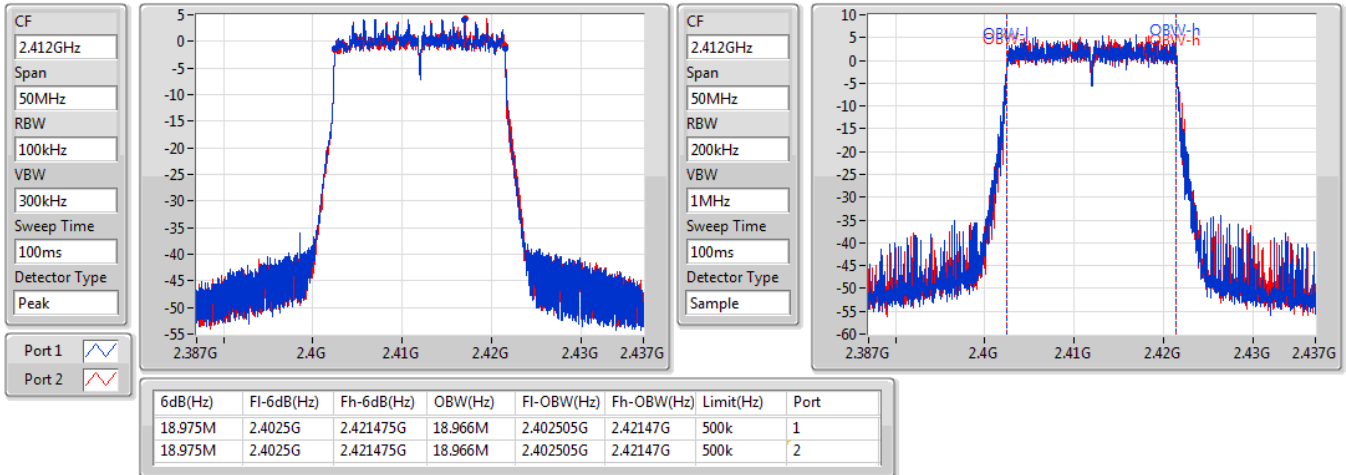 CF
2.412GHz
Span
50MHz
RBW
100kHz
VBW
300kHz
Sweep Time
100ms
Detector Type
Peak
Port 1
Port 2
5
0
-5
-10
-15
-20
-25
-30
-35
-40
-45
-50
-55
2.387G 2.4G 2.41G 2.42G 2.43G 2.437G
CF
2.412GHz
Span
50MHz
RBW
200kHz
VBW
1MHz
Sweep Time
100ms
Detector Type
Sample
10
5
0
-5
-10
-15
-20
-25
-30
-35
-40
-45
-50
-55
-60
OBW-l OBW-h
OBW-l OBW-h
2.387G 2.4G 2.41G 2.42G 2.43G 2.437G
6dB(Hz) Fl-6dB(Hz) Fh-6dB(Hz) OBW(Hz) Fl-OBW(Hz) Fh-OBW(Hz) Limit(Hz) Port
18.975M 2.4025G 2.421475G 18.966M 2.402505G 2.42147G 500k 1
18.975M 2.4025G 2.421475G 18.966M 2.402505G 2.42147G 500k 2